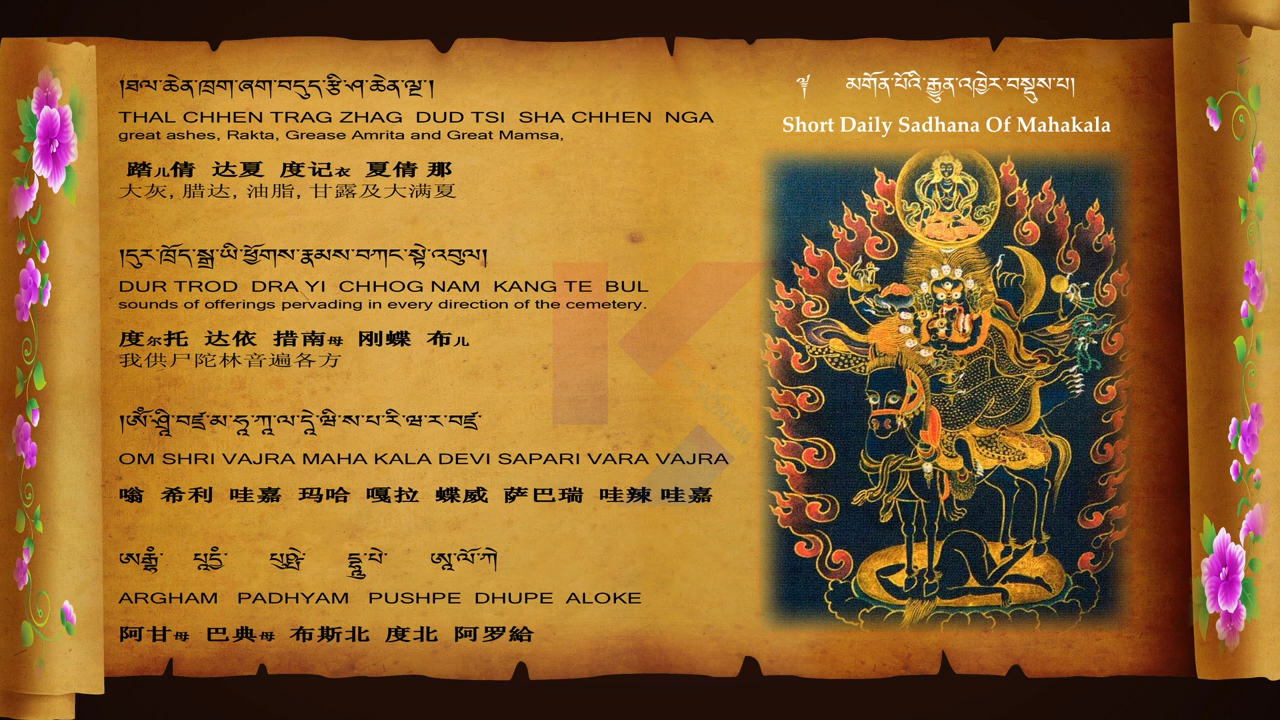 །ཐལ་ཆེན་ཁྲག་ཞག་བདུད་རྩི་ཤ་ཆེན་ལྔ།
THAL CHHEN TRAG ZHAG DUD TSI SHA CHHEN NGA
great ashes, Rakta, Grease Amrita and Great Mamsa,
踏儿倩 达夏 度记衣 夏倩 那
大灰, 腊达, 油脂, 甘露及大满夏
།དུར་ཁྲོད་སྒྲ་ཡི་ཕྱོགས་རྣམས་བཀང་སྟེ་འབུལ།
DUR TROD DRA YI CHHOG NAM KANG TE BUL
sounds of offerings pervading in every direction of the cemetery.
度尔托 达依 措南母 刚蝶 布儿
我供尸陀林音遍各方
།ཨོཾ་ཤྲཱི་བཛྲ་མ་ཧཱ་ཀཱ་ལ་དེ་ཝཱི་ས་པ་རི་ཝ་ར་བཛྲ་
OM SHRI VAJRA MAHA KALA DEVI SAPARI VARA VAJRA
嗡 希利 哇嘉 玛哈 嘎拉 蝶威 萨巴瑞 哇辣 哇嘉
ཨརྒྷཾ་ པཱདྱཾ་ པུཥྤེ་ དྷཱུ་པེ་ ཨཱ་ལོ་ཀེ
ARGHAM PADHYAM PUSHPE DHUPE ALOKE
阿甘母 巴典母 布斯北 度北 阿罗給
༄ མགོན་པོའི་རྒྱུན་འཁྱེར་བསྡུས་པ།
Short Daily Sadhana Of Mahakala